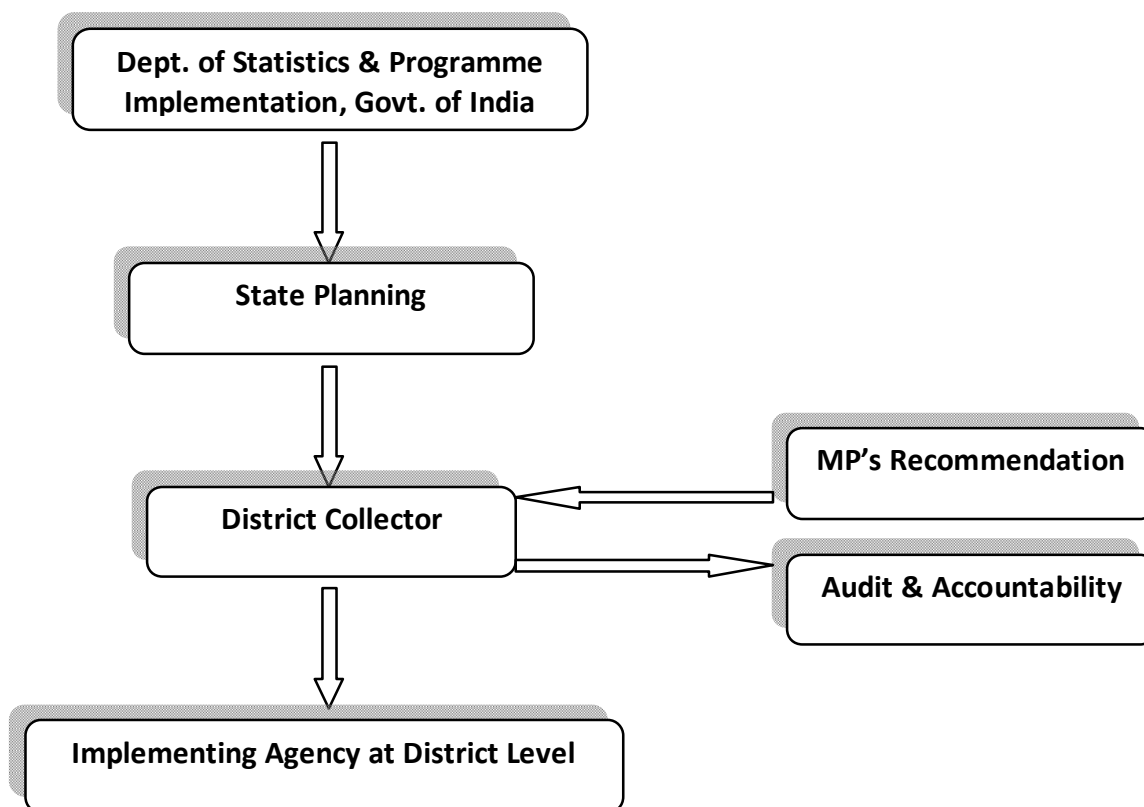 Dept. of Statistics & Programme
Implementation, Govt. of India
State Planning
MP’s Recommendation
District Collector
Audit & Accountability
Implementing Agency at District Level